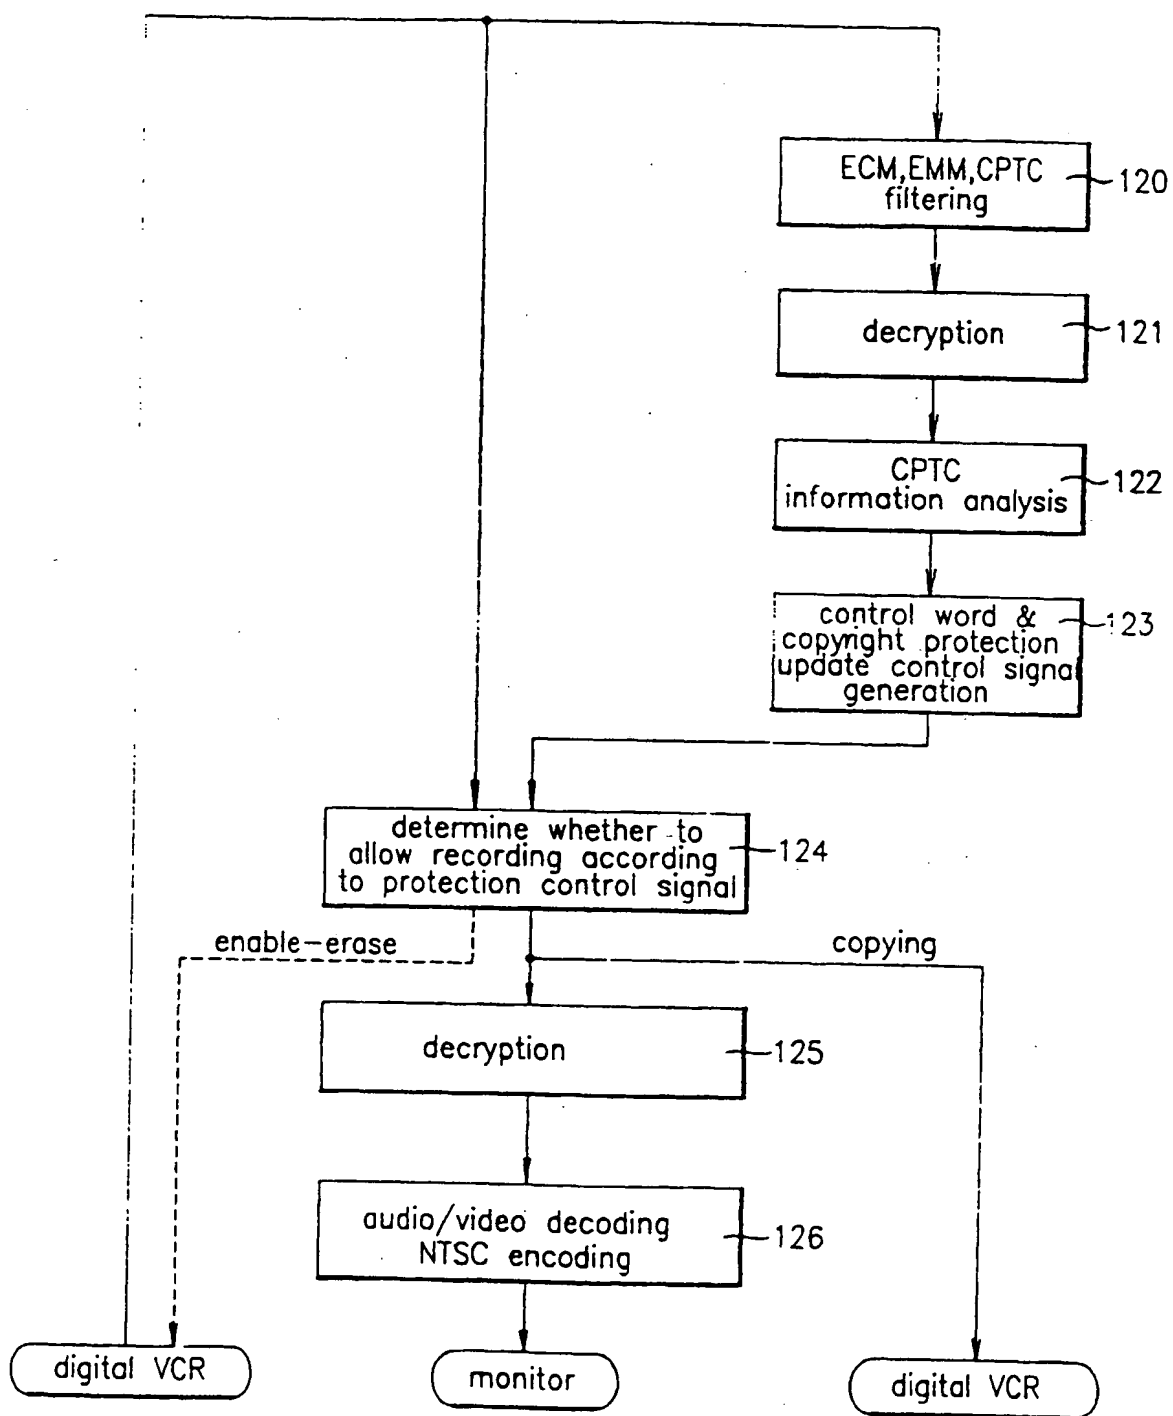 ECM,EMM,CPTC
filtering
120
decryption
121
CPTC
information analysis
122
control word &
copyright protection
update control signal
generation
123
determine whether to
allow recording according
to protection control signal
124
enable-erase
copying
decryption
125
audio/video decoding
NTSC encoding
126
digital VCR
monitor
digital VCR